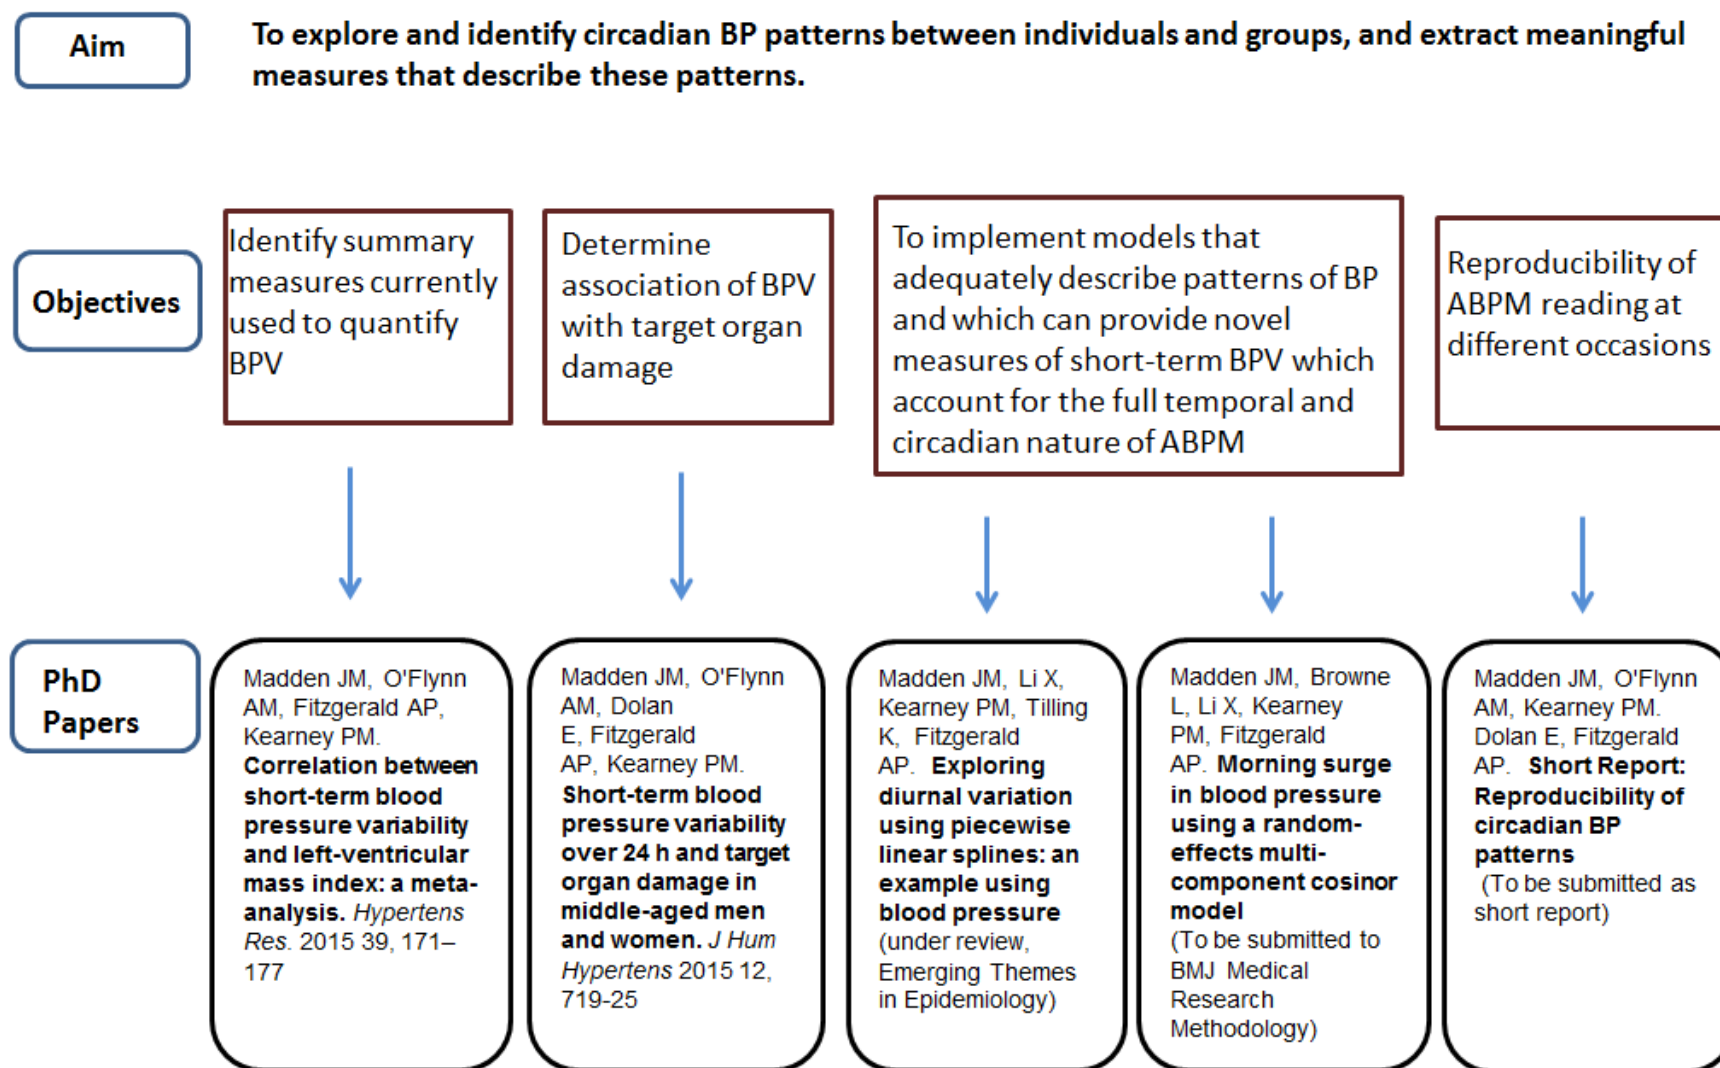 Aim
To explore and identify circadian BP patterns between individuals and groups, and extract meaningful
measures that describe these patterns.
Objectives
Identify summary
measures currently
used to quantify
BPV
Determine
association of BPV
with target organ
damage
To implement models that
adequately describe patterns of BP
and which can provide novel
measures of short-term BPV which
account for the full temporal and
circadian nature of ABPM
Reproducibility of
ABPM reading at
different occasions
PhD
Papers
Madden JM, O'Flynn
AM, Fitzgerald AP,
Kearney PM.
Correlation between
short-term blood
pressure variability
and left-ventricular
mass index: a meta-
analysis. Hypertens
Res. 2015 39, 171–
177
Madden JM, O'Flynn
AM, Dolan
E, Fitzgerald
AP, Kearney PM.
Short-term blood
pressure variability
over 24 h and target
organ damage in
middle-aged men
and women. J Hum
Hypertens 2015 12,
719-25
Madden JM, Li X,
Kearney PM, Tilling
K, Fitzgerald
AP. Exploring
diurnal variation
using piecewise
linear splines: an
example using
blood pressure
(under review,
Emerging Themes
in Epidemiology)
Madden JM, Browne
L, Li X, Kearney
PM, Fitzgerald
AP. Morning surge
in blood pressure
using a random-
effects multi-
component cosinor
model
(To be submitted to
BMJ Medical
Research
Methodology)
Madden JM, O'Flynn
AM, Kearney PM.
Dolan E, Fitzgerald
AP. Short Report:
Reproducibility of
circadian BP
patterns
(To be submitted as
short report)